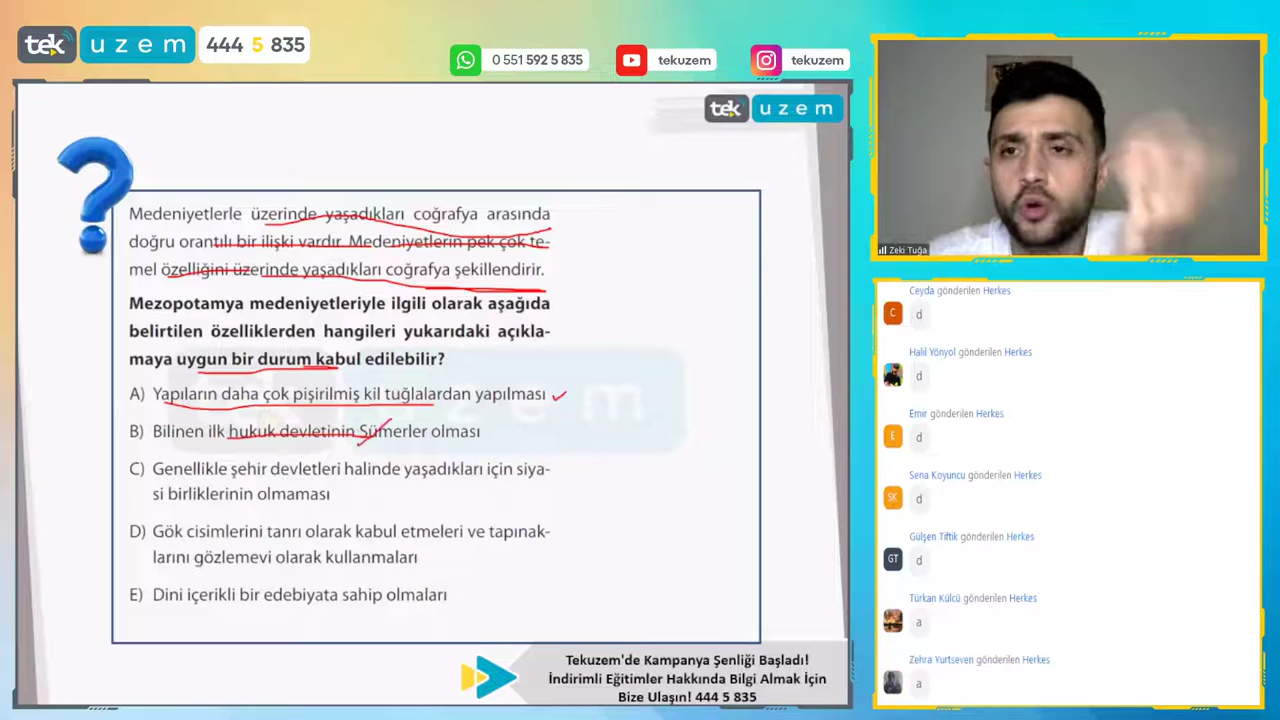 tek uzem 444 5 835
0 551 592 5 835
tekuzem
tekuzem
tek uzem
Medeniyetlerle üzerinde yaşadıkları coğrafya arasında
doğru orantılı bir ilişki vardır. Medeniyetlerin pek çok te-
mel özelliğini üzerinde yaşadıkları coğrafya şekillendirir.
Mezopotamya medeniyetleriyle ilgili olarak aşağıda
belirtilen özelliklerden hangileri yukarıdaki açıkla-
maya uygun bir durum kabul edilebilir?
A) Yapıların daha çok pişirilmiş kil tuğlalardan yapılması
B) Bilinen ilk hukuk devletinin Sümerler olması
C) Genellikle şehir devletleri halinde yaşadıkları için siya-
si birliklerinin olmaması
D) Gök cisimlerini tanrı olarak kabul etmeleri ve tapınak-
larını gözlemevi olarak kullanmaları
E) Dini içerikli bir edebiyata sahip olmaları
uzem
Tekuzem'de Kampanya Şenliği Başladı!
İndirimli Eğitimler Hakkında Bilgi Almak İçin
Bize Ulaşın! 444 5 835
Zeki Tuğa
Ceyda gönderilen Herkes
C
d
Halil Yönyol gönderilen Herkes
d
Emir gönderilen Herkes
E
d
Sena Koyuncu gönderilen Herkes
SK
d
Gülşen Tiftik gönderilen Herkes
GT
d
Türkan Külcü gönderilen Herkes
a
Zehra Yurtseven gönderilen Herkes
a